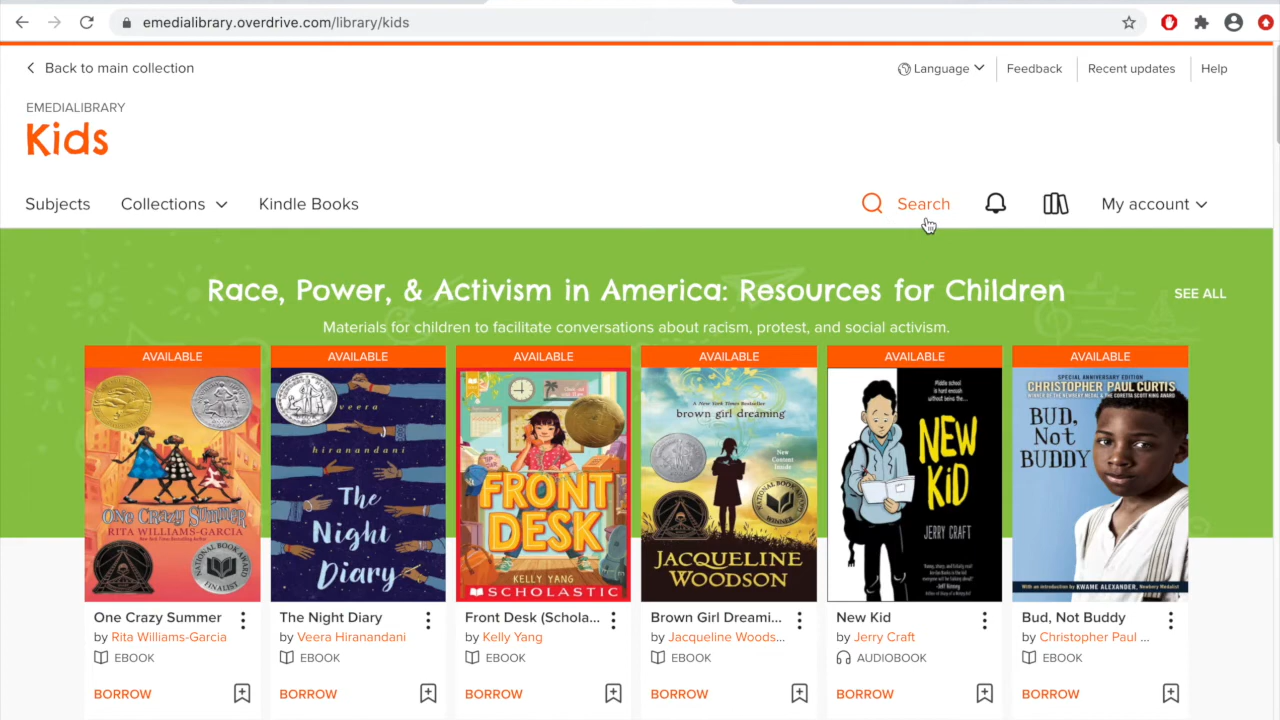 emedialibrary.overdrive.com/library/kids
Back to main collection
Language
Feedback
Recent updates
Help
EMEDIALIBRARY
Kids
Subjects
Collections
Kindle Books
Search
My account
Race, Power, & Activism in America: Resources for Children
SEE ALL
Materials for children to facilitate conversations about racism, protest, and social activism.
AVAILABLE
ONE CRAZY SUMMER
RITA WILLIAMS-GARCIA
NATIONAL BOOK AWARD
FINALIST
One Crazy Summer
by Rita Williams-Garcia
EBOOK
BORROW
AVAILABLE
veera
hiranandani
The
Night
Diary
The Night Diary
by Veera Hiranandani
EBOOK
BORROW
AVAILABLE
FRONT
DESK
KELLY YANG
SCHOLASTIC
Front Desk (Schola...
by Kelly Yang
EBOOK
BORROW
AVAILABLE
A New York Times Bestseller
brown girl dreaming
New
Content
Inside
NATIONAL BOOK
WINNER
JACQUELINE
WOODSON
Brown Girl Dreami...
by Jacqueline Woods...
EBOOK
BORROW
AVAILABLE
Middle school
is hard enough
without being the...
NEW
KID
JERRY CRAFT
New Kid
by Jerry Craft
AUDIOBOOK
BORROW
AVAILABLE
SPECIAL ANNIVERSARY EDITION
CHRISTOPHER PAUL CURTIS
WINNER OF THE NEWBERY MEDAL & THE CORETTA SCOTT KING AWARD
BUD,
Not
BUDDY
With an introduction by KWAME ALEXANDER, Newbery Medalist
Bud, Not Buddy
by Christopher Paul ...
EBOOK
BORROW